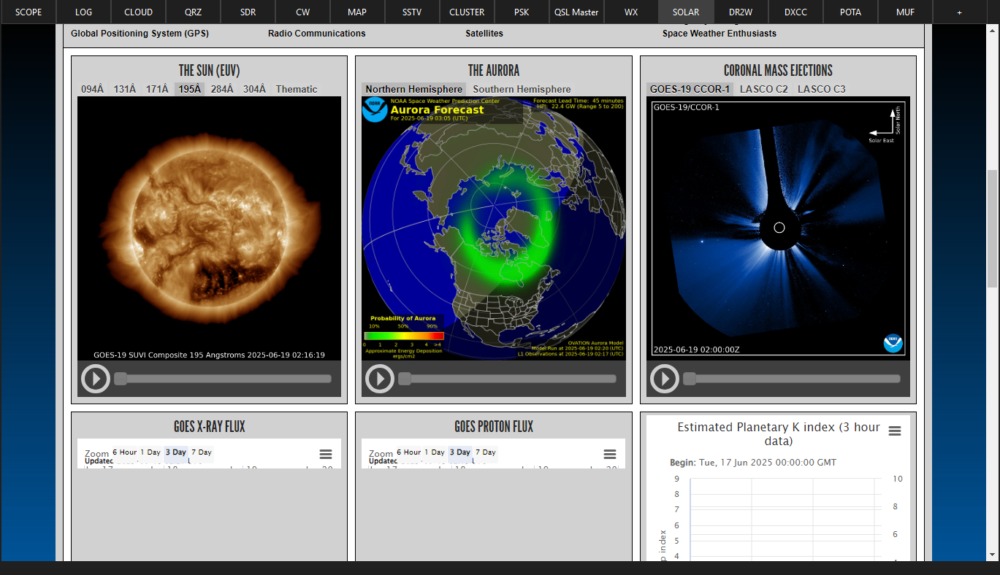 SCOPE LOG CLOUD QRZ SDR CW MAP SSTV CLUSTER PSK QSL Master WX SOLAR DR2W DXCC POTA MUF +
Global Positioning System (GPS) Radio Communications Satellites Space Weather Enthusiasts
THE SUN (EUV)
094Å 131Å 171Å 195Å 284Å 304Å Thematic
GOES-19 SUVI Composite 195 Angstroms 2025-06-19 02:16:19
THE AURORA
Northern Hemisphere Southern Hemisphere
NOAA
NOAA Space Weather Prediction Center
Aurora Forecast
For 2025-06-19 03:05 (UTC)
Forecast Lead Time: 45 minutes
HPI: 22.4 GW (Range 5 to 200)
Probability of Aurora
10% 50% 90%
0 1 2 3 4 >4
Approximate Energy Deposition
ergs/cm2
OVATION Aurora Model
Model Run at 2025-06-19 02:20 (UTC)
L1 Observations at 2025-06-19 02:17 (UTC)
CORONAL MASS EJECTIONS
GOES-19 CCOR-1 LASCO C2 LASCO C3
GOES-19/CCOR-1
Solar North
Solar East
NOAA
2025-06-19 02:00:00Z
GOES X-RAY FLUX
Zoom 6 Hour 1 Day 3 Day 7 Day
Updated
GOES PROTON FLUX
Zoom 6 Hour 1 Day 3 Day 7 Day
Updated
Estimated Planetary K index (3 hour
data)
Begin: Tue, 17 Jun 2025 00:00:00 GMT
9 10
8
8
7
6
6
5
4
index